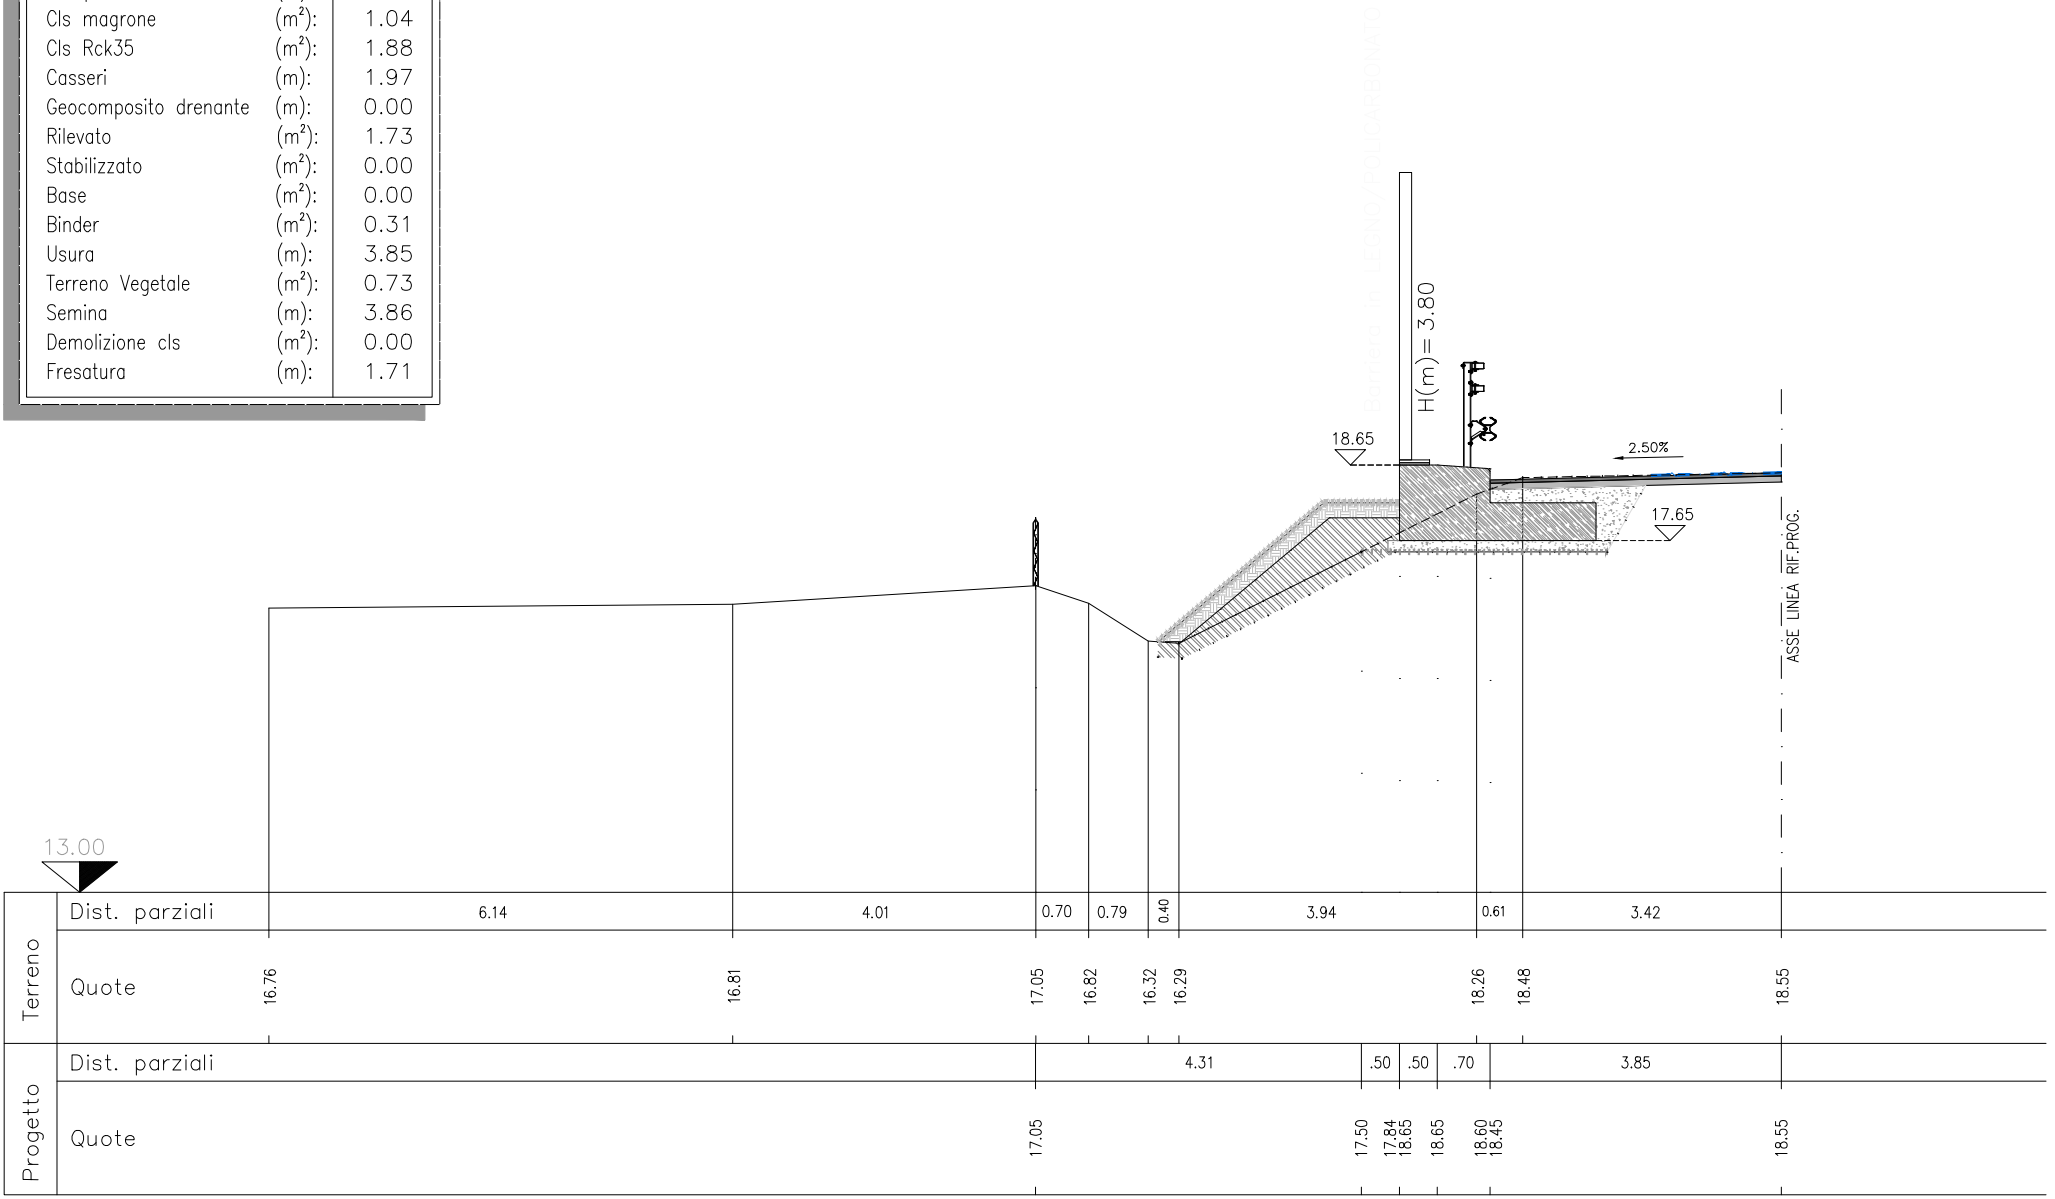 Cls magrone (m²): 1.04
Cls Rck35 (m²): 1.88
Casseri (m): 1.97
Geocomposito drenante (m): 0.00
Rilevato (m²): 1.73
Stabilizzato (m²): 0.00
Base (m²): 0.00
Binder (m²): 0.31
Usura (m): 3.85
Terreno Vegetale (m²): 0.73
Semina (m): 3.86
Demolizione cls (m²): 0.00
Fresatura (m): 1.71
Barriera in LEGNO/POLICARBONATO
H(m)= 3.80
18.65
2.50%
17.65
ASSE LINEA RIF.PROG.
13.00
Terreno
Dist. parziali 6.14 4.01 0.70 0.79 0.40 3.94 0.61 3.42
Quote 16.76 16.81 17.05 16.82 16.32 16.29 18.26 18.48 18.55
Progetto
Dist. parziali 4.31 .50 .50 .70 3.85
Quote 17.05 17.50 17.84 18.65 18.65 18.60 18.45 18.55